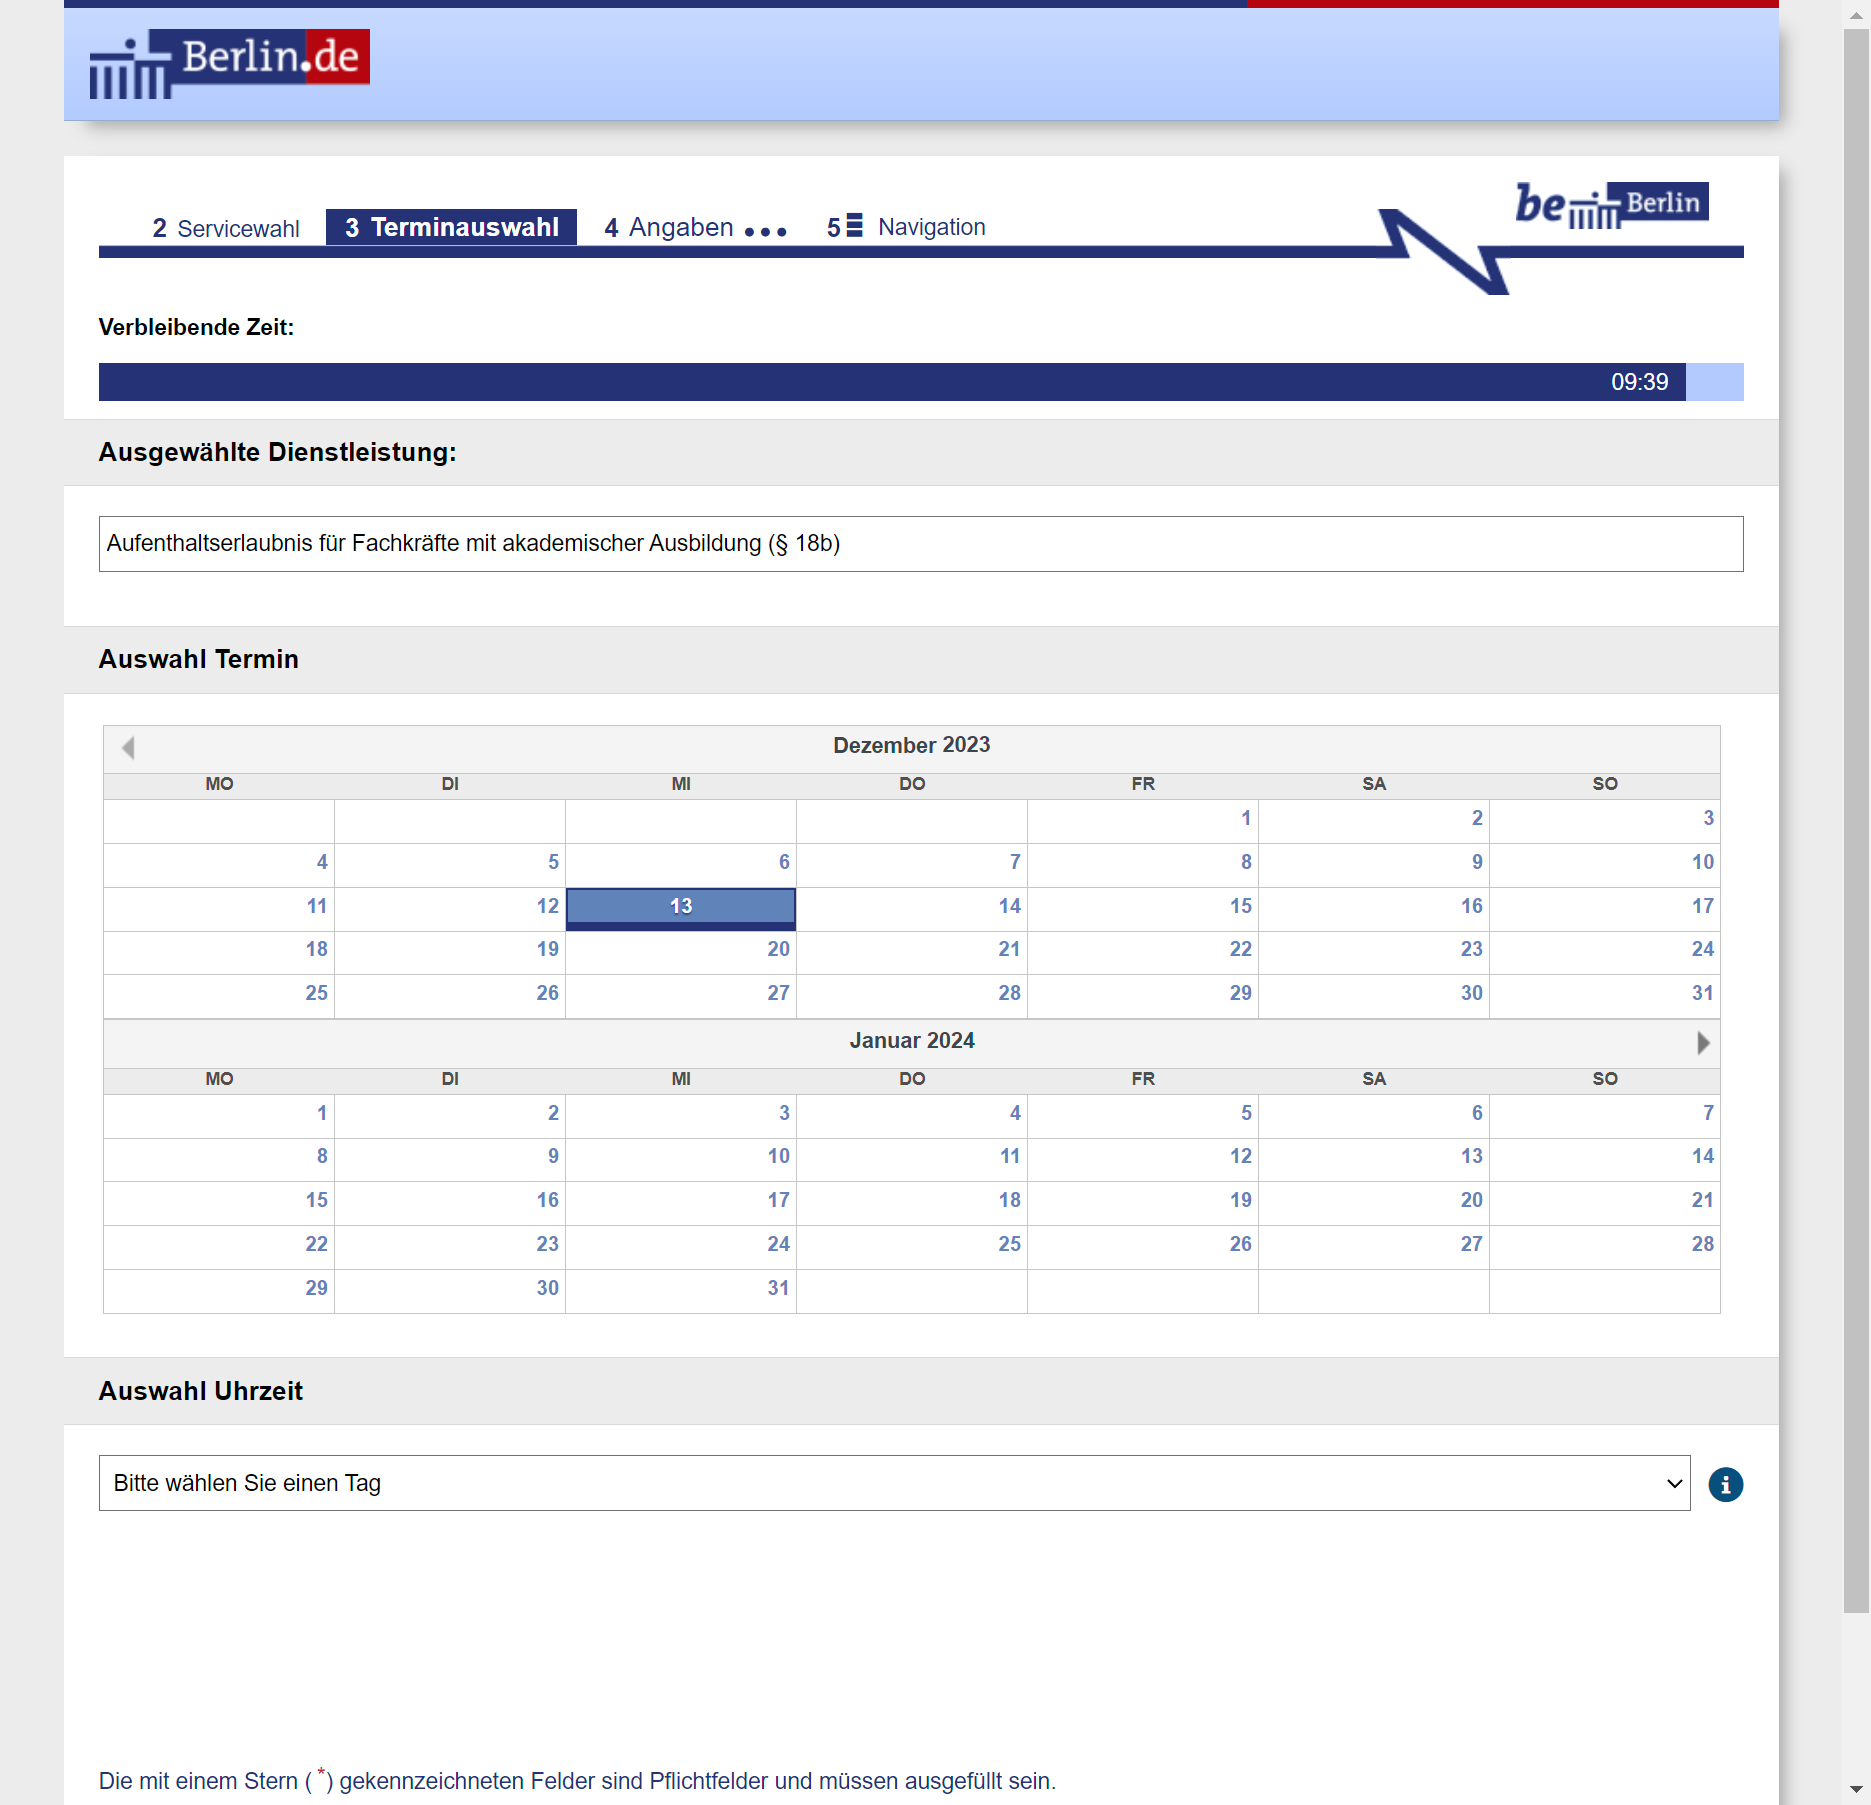 Berlin.de
be Berlin
2 Servicewahl 3 Terminauswahl 4 Angaben ●●● 5 Navigation
Verbleibende Zeit:
09:39
Ausgewählte Dienstleistung:
Aufenthaltserlaubnis für Fachkräfte mit akademischer Ausbildung (§ 18b)
Auswahl Termin
Dezember 2023
MO DI MI DO FR SA SO
1 2 3
4 5 6 7 8 9 10
11 12 13 14 15 16 17
18 19 20 21 22 23 24
25 26 27 28 29 30 31
Januar 2024
MO DI MI DO FR SA SO
1 2 3 4 5 6 7
8 9 10 11 12 13 14
15 16 17 18 19 20 21
22 23 24 25 26 27 28
29 30 31
Auswahl Uhrzeit
Bitte wählen Sie einen Tag
i
Die mit einem Stern ( *) gekennzeichneten Felder sind Pflichtfelder und müssen ausgefüllt sein.